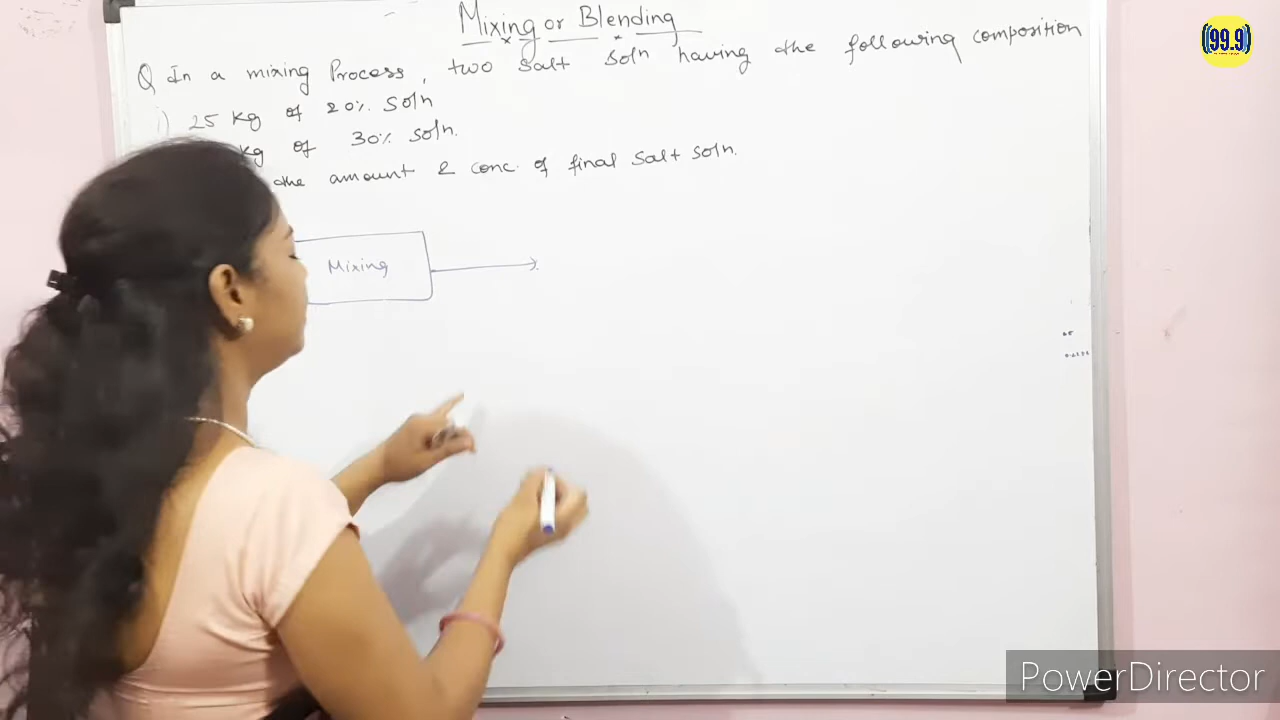 Mixing or Blending
Q In a mixing Process, two salt soln having the following composition
i) 25 kg of 20% soln
kg of 30% soln.
the amount & conc. of final salt soln.
Mixing
(99.9)
PowerDirector